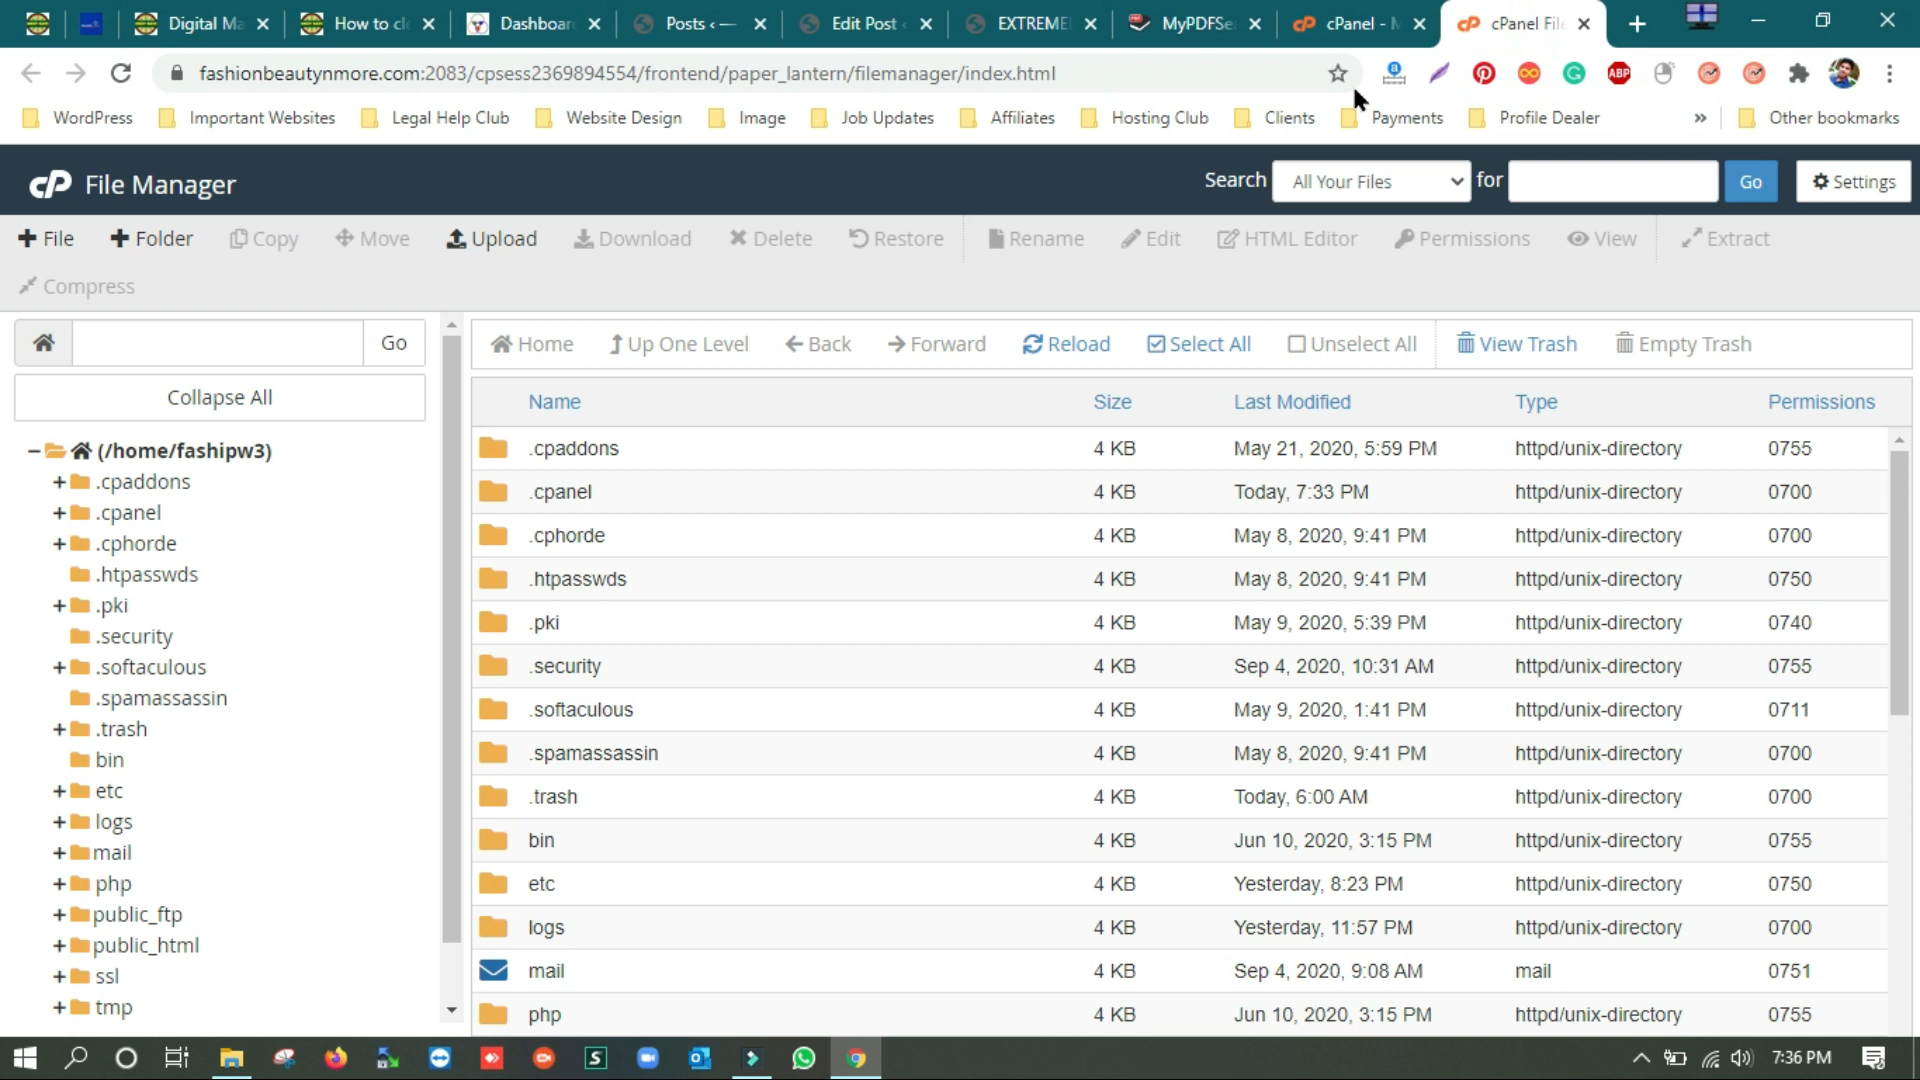 Digital Ma
How to cl
Dashboar
Posts ‹ —
Edit Post ‹
EXTREME
MyPDFSe
cPanel - M
cPanel File
fashionbeautynmore.com:2083/cpsess2369894554/frontend/paper_lantern/filemanager/index.html
WordPress
Important Websites
Legal Help Club
Website Design
Image
Job Updates
Affiliates
Hosting Club
Clients
Payments
Profile Dealer
»
Other bookmarks
cP File Manager
Search All Your Files for Go Settings
File Folder Copy Move Upload Download Delete Restore Rename Edit HTML Editor Permissions View Extract
Compress
Go
Collapse All
(/home/fashipw3)
.cpaddons
.cpanel
.cphorde
.htpasswds
.pki
.security
.softaculous
.spamassassin
.trash
bin
etc
logs
mail
php
public_ftp
public_html
ssl
tmp
Home Up One Level Back Forward Reload Select All Unselect All View Trash Empty Trash
Name Size Last Modified Type Permissions
.cpaddons 4 KB May 21, 2020, 5:59 PM httpd/unix-directory 0755
.cpanel 4 KB Today, 7:33 PM httpd/unix-directory 0700
.cphorde 4 KB May 8, 2020, 9:41 PM httpd/unix-directory 0700
.htpasswds 4 KB May 8, 2020, 9:41 PM httpd/unix-directory 0750
.pki 4 KB May 9, 2020, 5:39 PM httpd/unix-directory 0740
.security 4 KB Sep 4, 2020, 10:31 AM httpd/unix-directory 0755
.softaculous 4 KB May 9, 2020, 1:41 PM httpd/unix-directory 0711
.spamassassin 4 KB May 8, 2020, 9:41 PM httpd/unix-directory 0700
.trash 4 KB Today, 6:00 AM httpd/unix-directory 0700
bin 4 KB Jun 10, 2020, 3:15 PM httpd/unix-directory 0755
etc 4 KB Yesterday, 8:23 PM httpd/unix-directory 0750
logs 4 KB Yesterday, 11:57 PM httpd/unix-directory 0700
mail 4 KB Sep 4, 2020, 9:08 AM mail 0751
php 4 KB Jun 10, 2020, 3:15 PM httpd/unix-directory 0755
7:36 PM